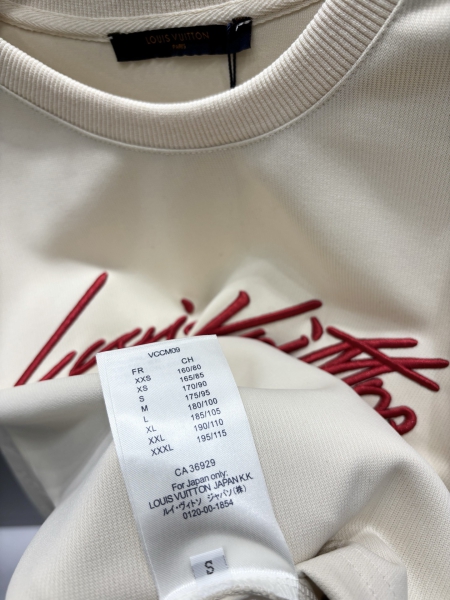 LOUIS VUITTON
PARIS
VCCM09
FR CH
XXS 160/80
XS 165/85
S 170/90
M 175/95
L 180/100
XL 185/105
XXL 190/110
XXXL 195/115
CA 36929
For Japan only:
LOUIS VUITTON JAPAN K.K.
ルイ・ヴィトン ジャパン(株)
0120-00-1854
S